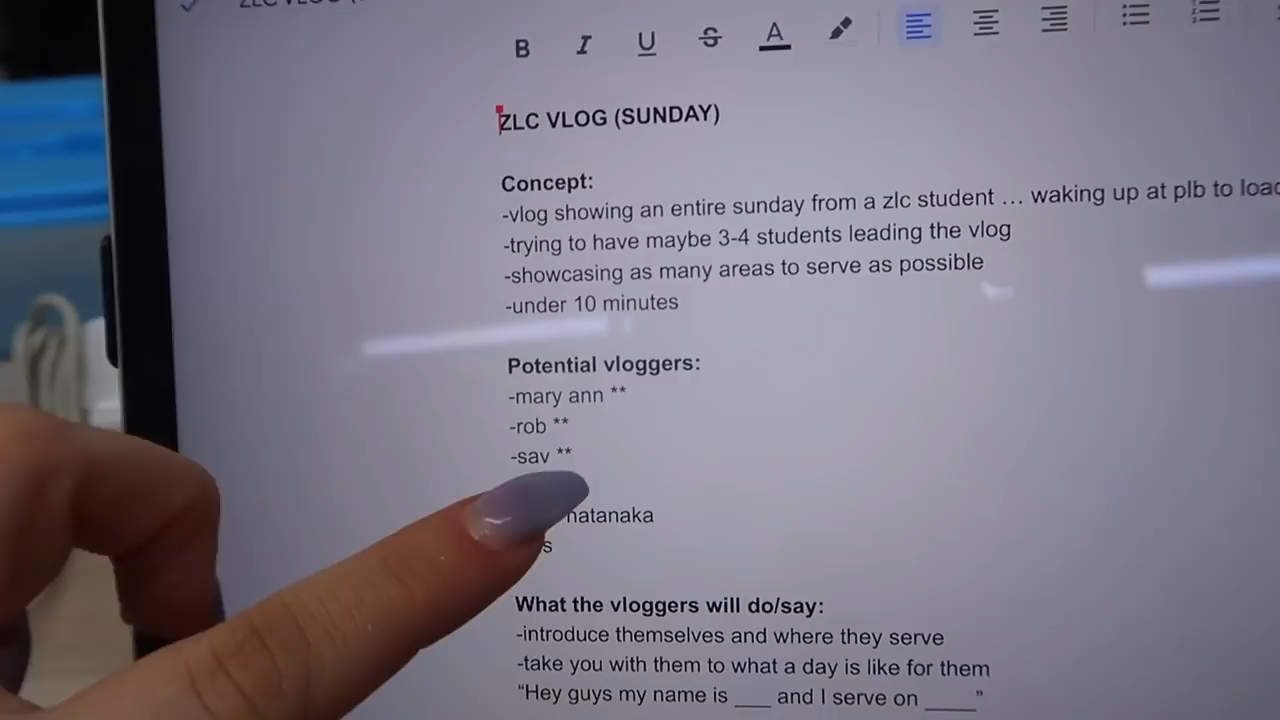 B I U S A
ZLC VLOG (SUNDAY)
Concept:
-vlog showing an entire sunday from a zlc student … waking up at plb to
-trying to have maybe 3-4 students leading the vlog
-showcasing as many areas to serve as possible
-under 10 minutes
Potential vloggers:
-mary ann **
-rob **
-sav **
natanaka
s
What the vloggers will do/say:
-introduce themselves and where they serve
-take you with them to what a day is like for them
“Hey guys my name is ___ and I serve on ____”